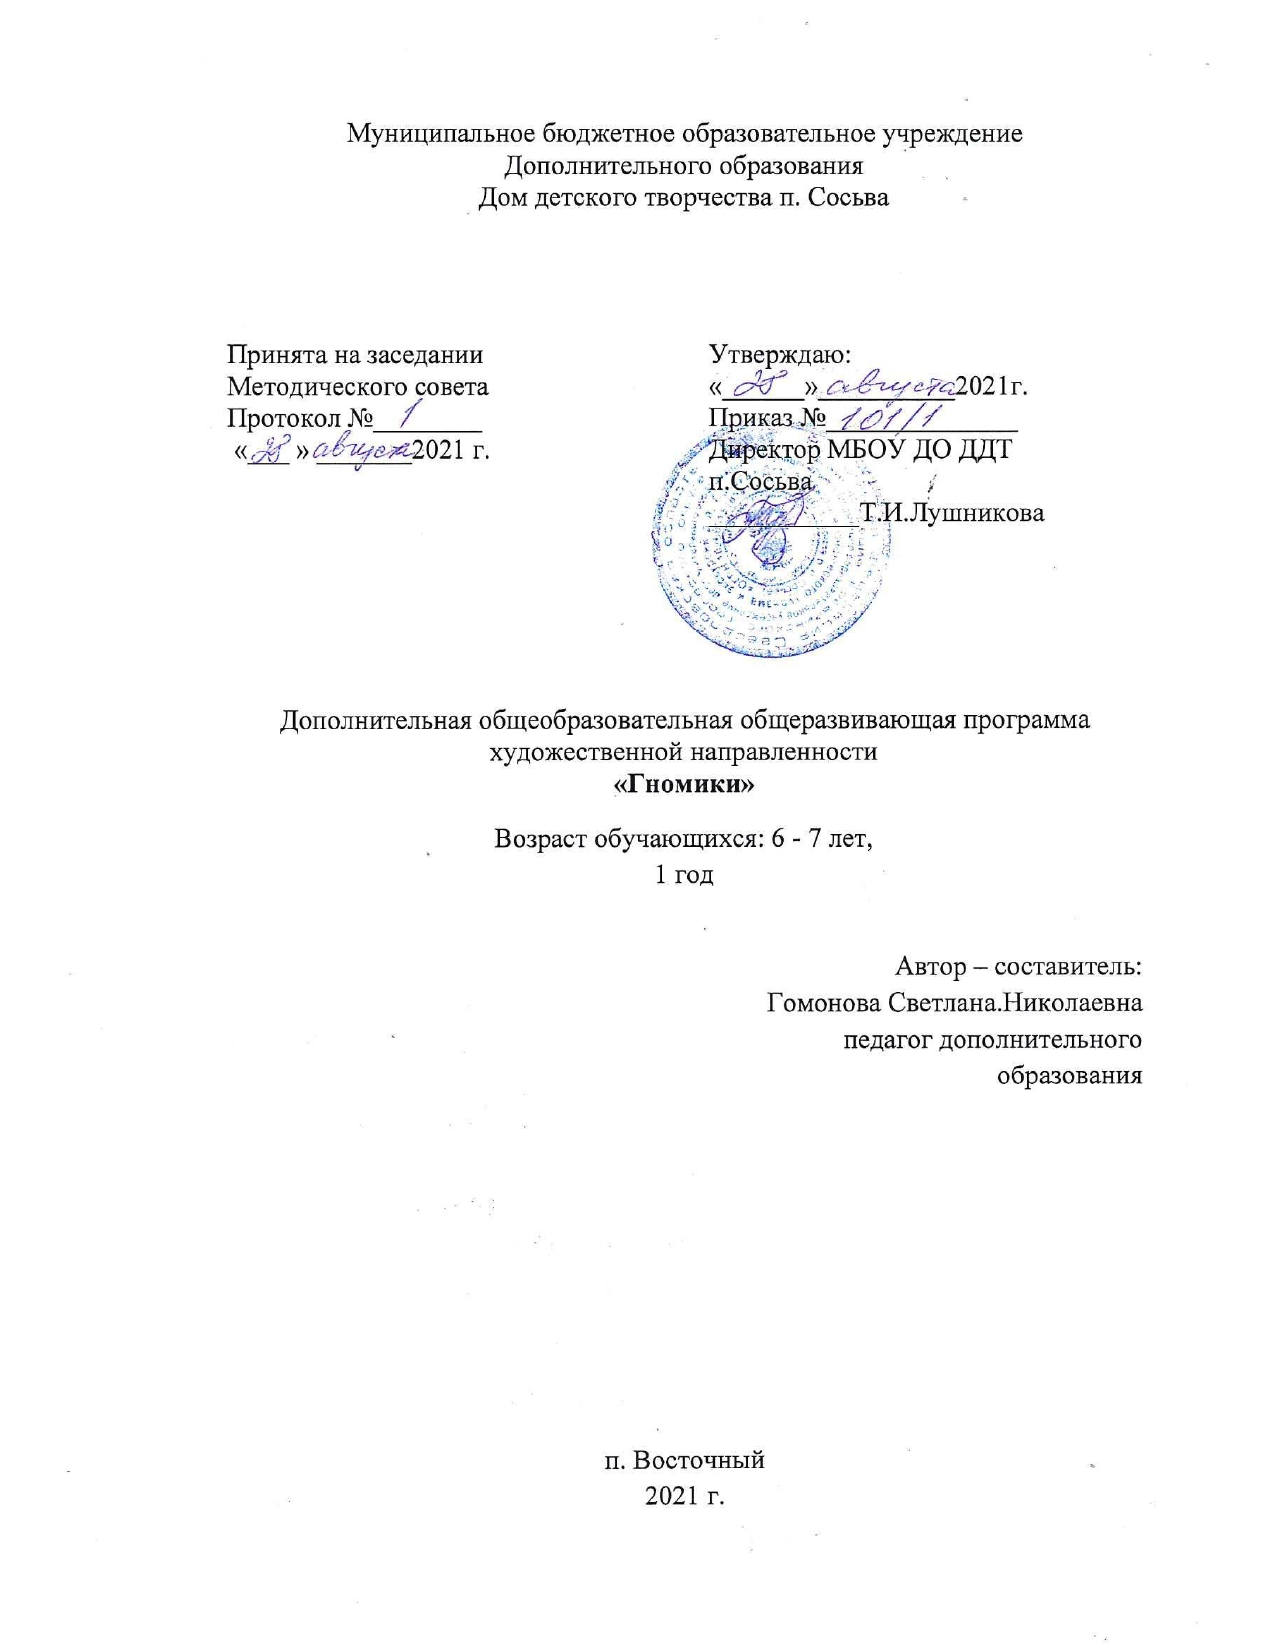 Муниципальное бюджетное образовательное учреждение
Дополнительного образования
Дом детского творчества п. Сосьва
Принята на заседании
Методического совета
Протокол № 1
« » августа 2021 г.
Утверждаю:
« » августа 2021г.
Приказ № 101/1
Директор МБОУ ДО ДДТ
п.Сосьва
Т.И.Лушникова
Дополнительная общеобразовательная общеразвивающая программа
художественной направленности
«Гномики»
Возраст обучающихся: 6 - 7 лет,
1 год
Автор – составитель:
Гомонова Светлана.Николаевна
педагог дополнительного
образования
п. Восточный
2021 г.